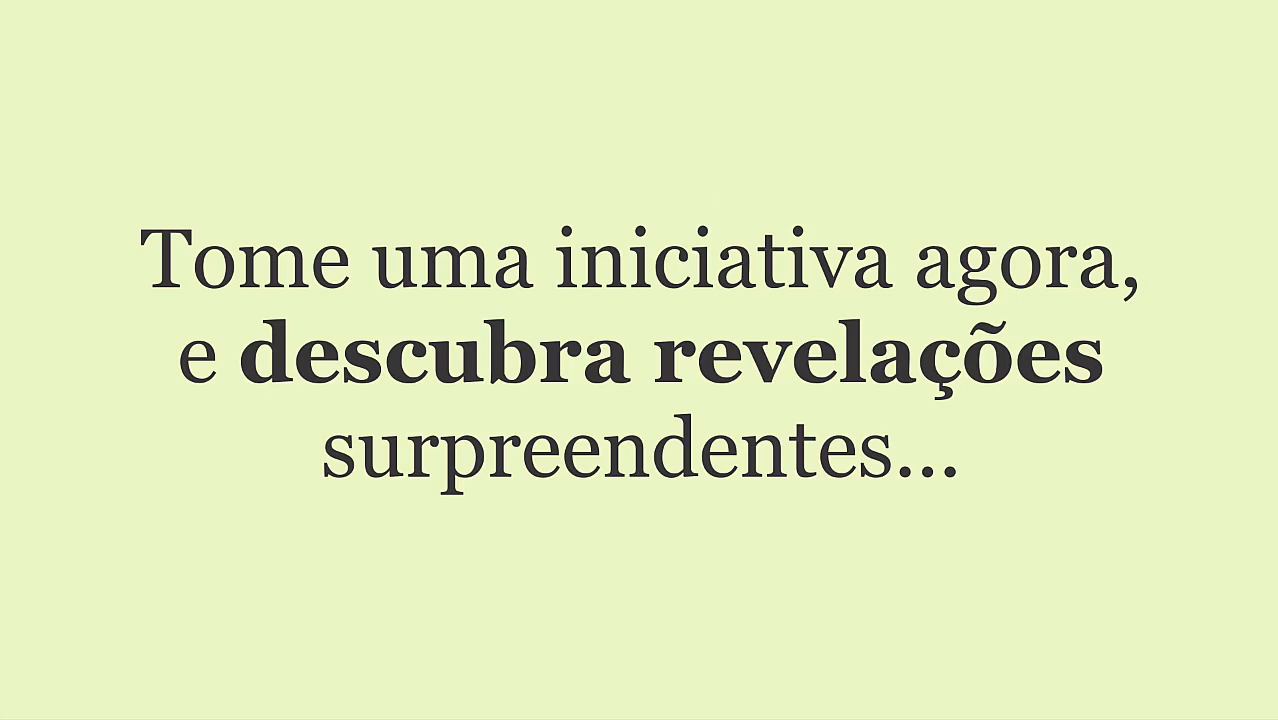 Tome uma iniciativa agora,
e descubra revelações
surpreendentes...